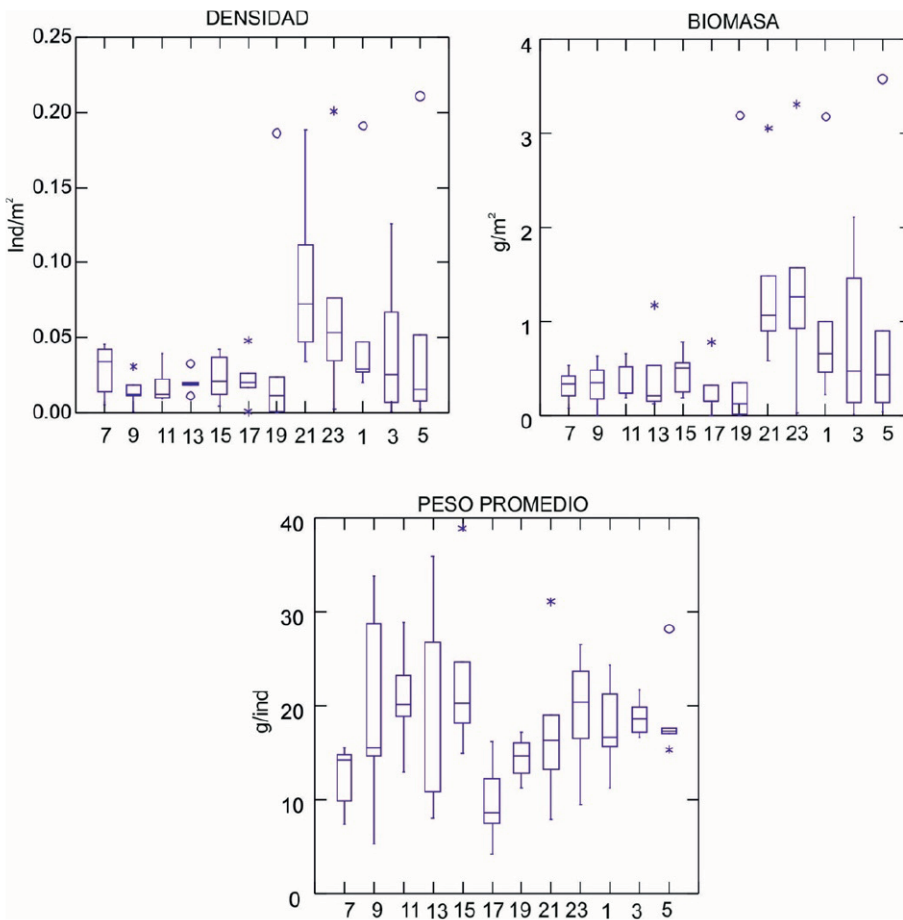 DENSIDAD
0.25
0.20
0.15
0.10
0.05
0.00
Ind/m²
7 9 11 13 15 17 19 21 23 1 3 5
BIOMASA
4
3
2
1
0
g/m²
7 9 11 13 15 17 19 21 23 1 3 5
PESO PROMEDIO
40
30
20
10
0
g/ind
7 9 11 13 15 17 19 21 23 1 3 5